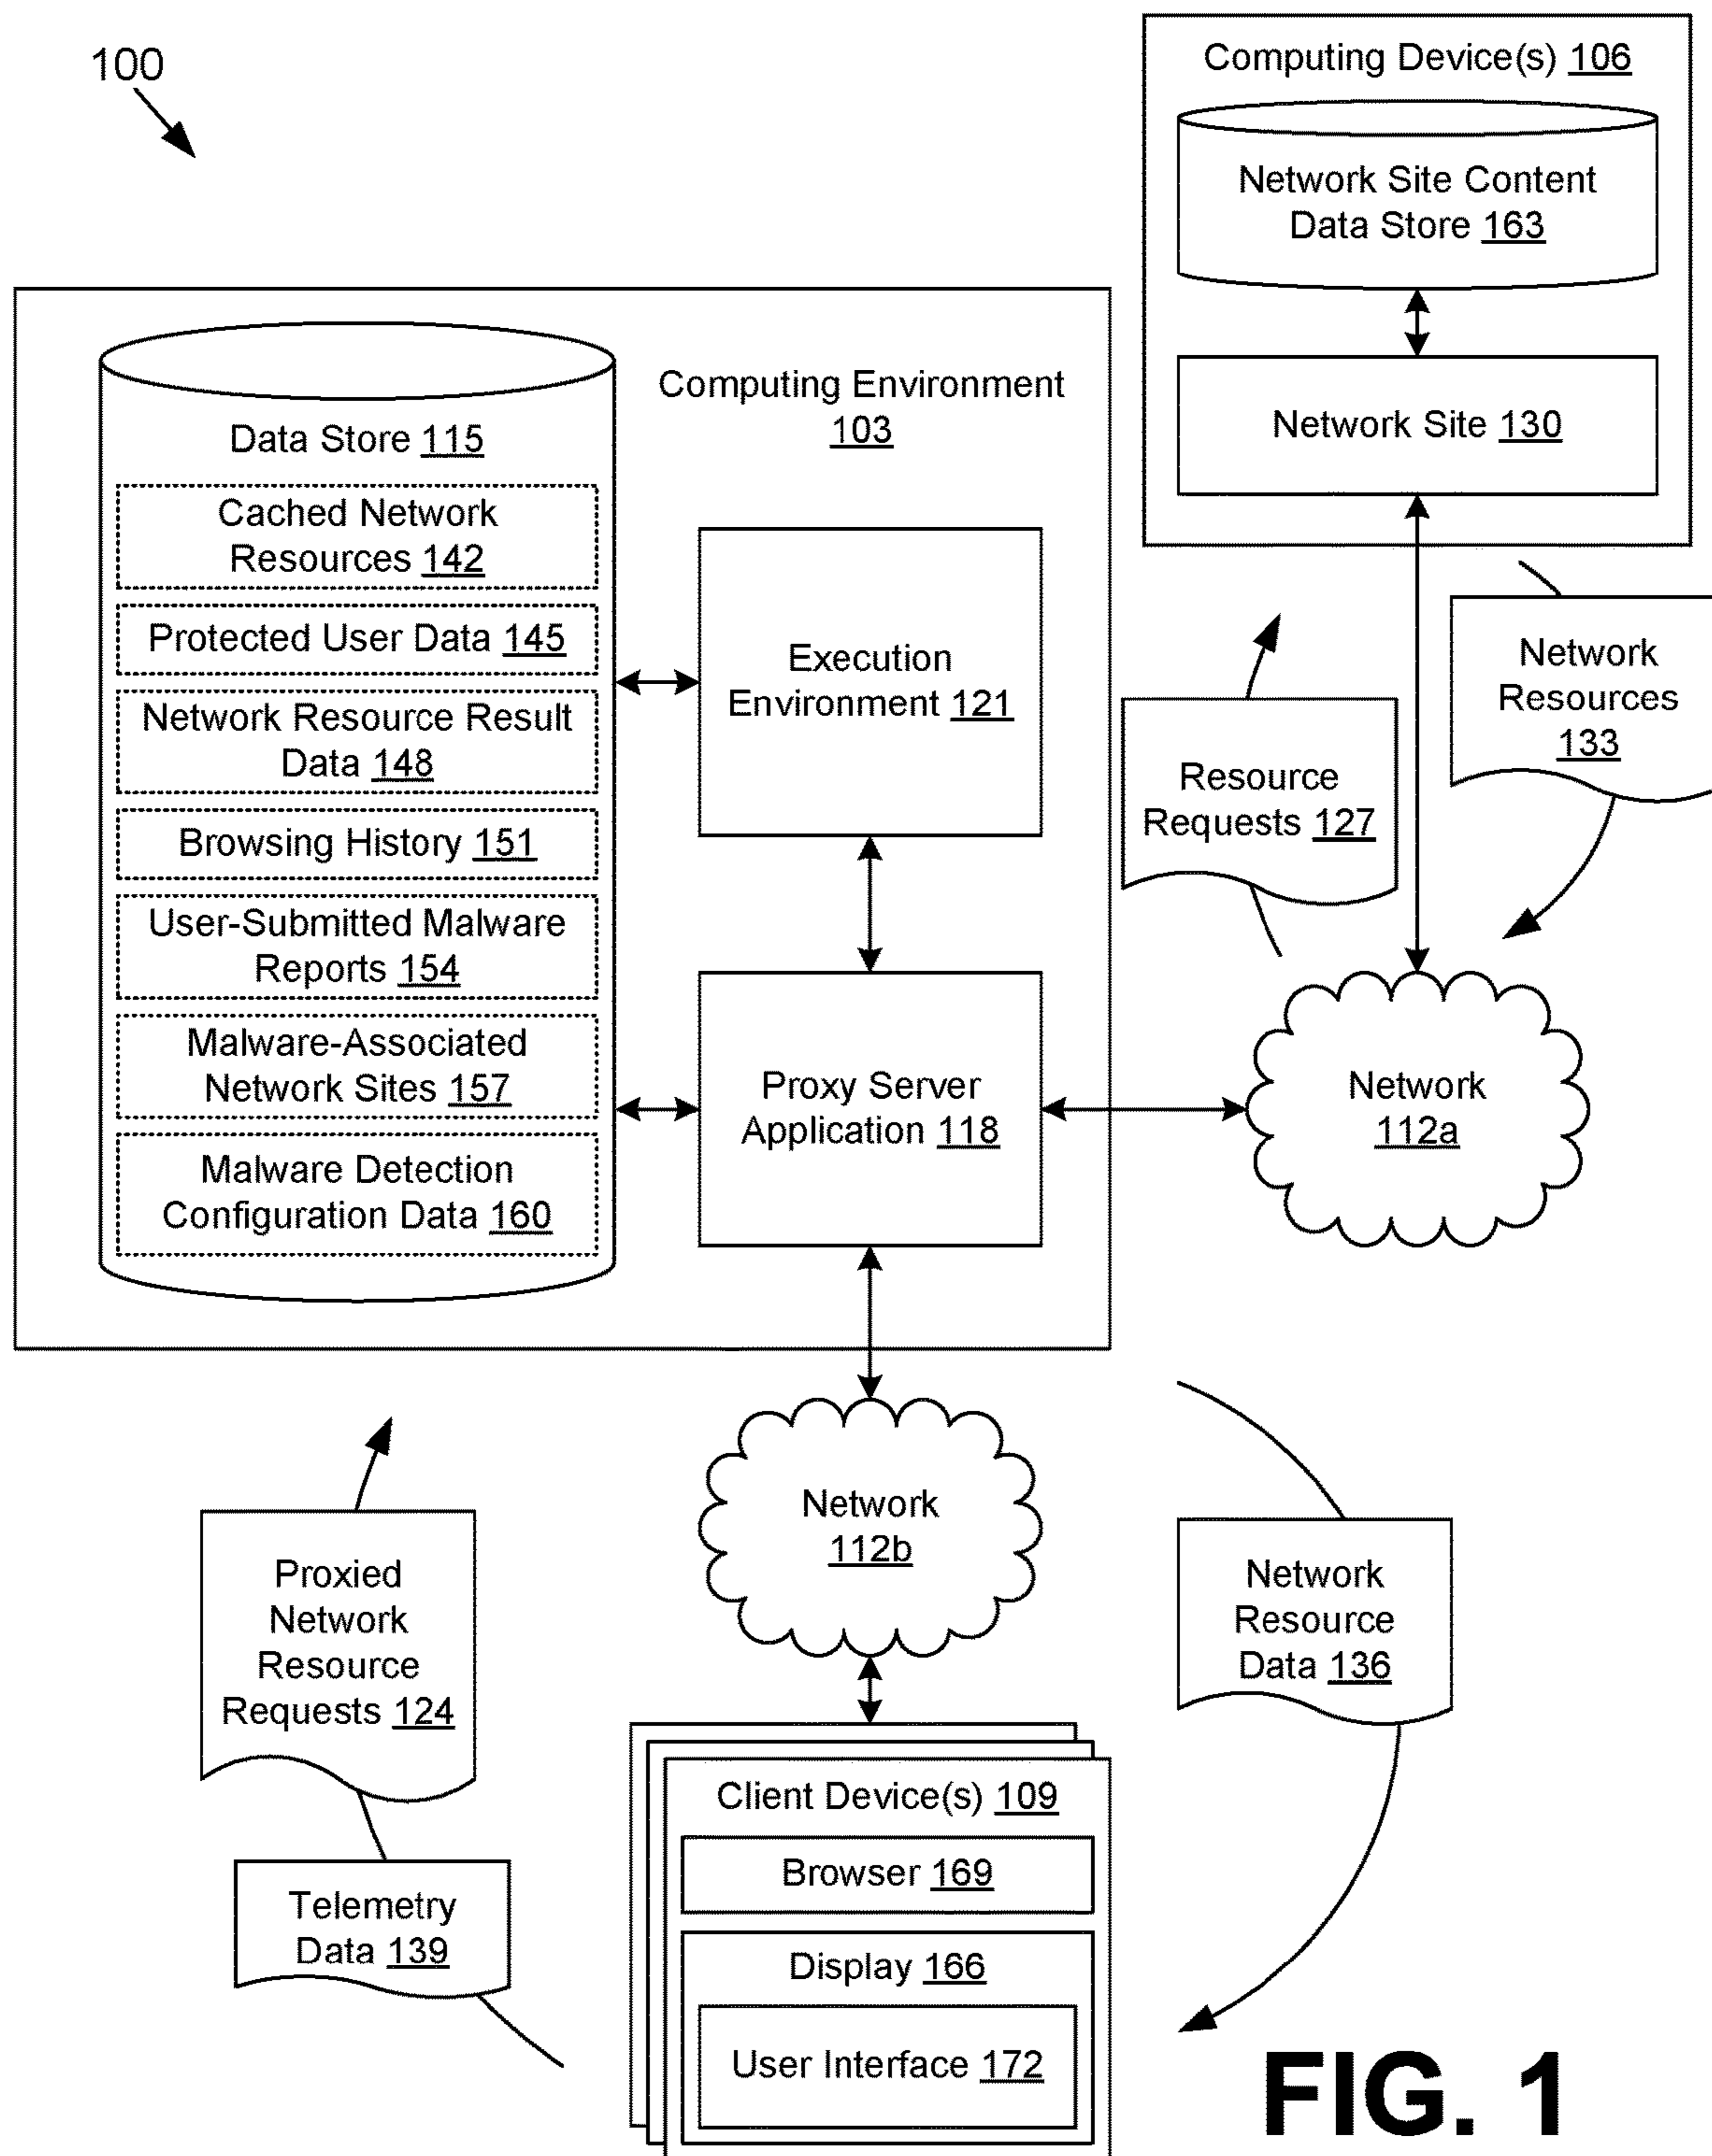 100
Computing Device(s) 106
Network Site Content
Data Store 163
Network Site 130
Computing Environment
103
Data Store 115
Cached Network
Resources 142
Protected User Data 145
Network Resource Result
Data 148
Browsing History 151
User-Submitted Malware
Reports 154
Malware-Associated
Network Sites 157
Malware Detection
Configuration Data 160
Execution
Environment 121
Proxy Server
Application 118
Resource
Requests 127
Network
Resources
133
Network
112a
Network
112b
Proxied
Network
Resource
Requests 124
Telemetry
Data 139
Network
Resource
Data 136
Client Device(s) 109
Browser 169
Display 166
User Interface 172
FIG. 1